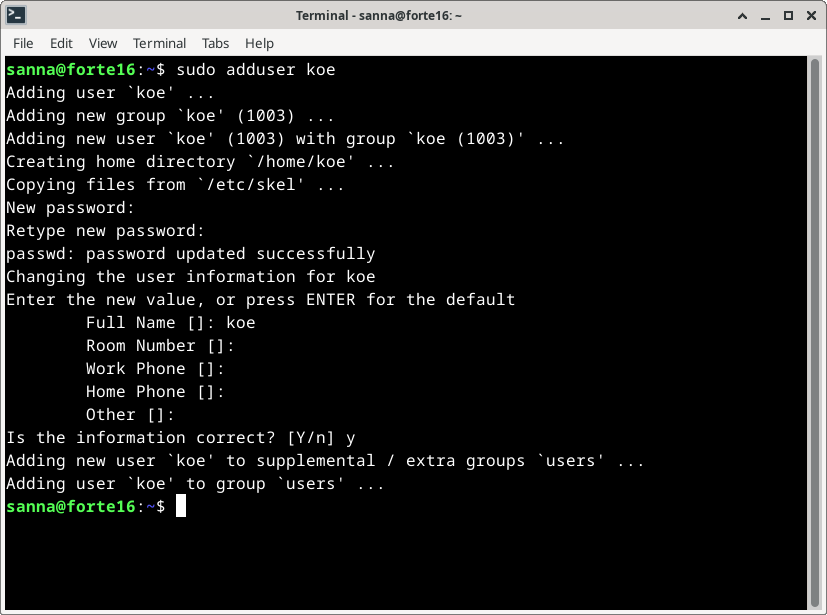 Terminal - sanna@forte16: ~
File Edit View Terminal Tabs Help
sanna@forte16:~$ sudo adduser koe
Adding user `koe' ...
Adding new group `koe' (1003) ...
Adding new user `koe' (1003) with group `koe (1003)' ...
Creating home directory `/home/koe' ...
Copying files from `/etc/skel' ...
New password:
Retype new password:
passwd: password updated successfully
Changing the user information for koe
Enter the new value, or press ENTER for the default
        Full Name []: koe
        Room Number []:
        Work Phone []:
        Home Phone []:
        Other []:
Is the information correct? [Y/n] y
Adding new user `koe' to supplemental / extra groups `users' ...
Adding user `koe' to group `users' ...
sanna@forte16:~$